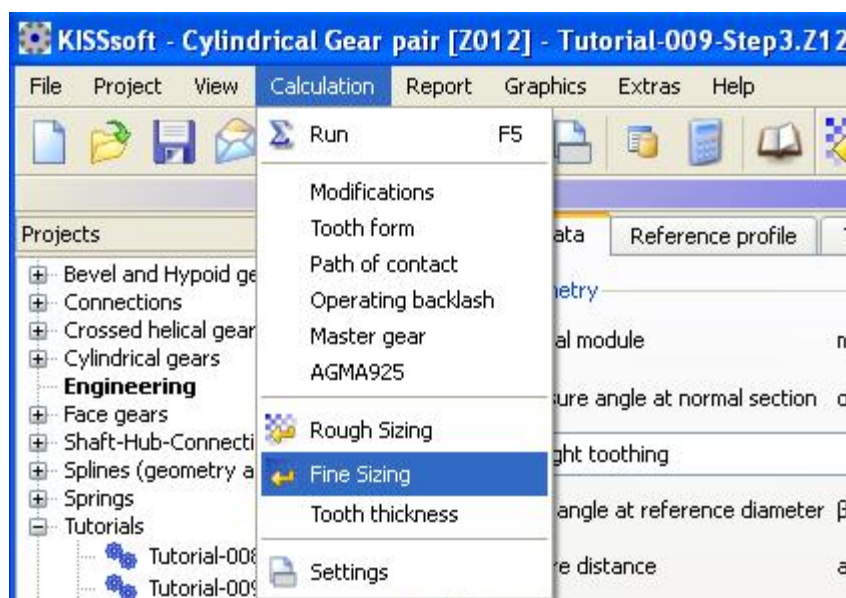 KISSsoft - Cylindrical Gear pair [Z012] - Tutorial-009-Step3.Z12
File Project View Calculation Report Graphics Extras Help
Run F5
Modifications
Tooth form
Path of contact
Operating backlash
Master gear
AGMA925
Rough Sizing
Fine Sizing
Tooth thickness
Settings
Projects
Bevel and Hypoid ge
Connections
Crossed helical gear
Cylindrical gears
Engineering
Face gears
Shaft-Hub-Connecti
Splines (geometry a
Springs
Tutorials
Tutorial-008
Tutorial-009
ata Reference profile
metry
al module
sure angle at normal section
ght toothing
angle at reference diameter β
re distance a